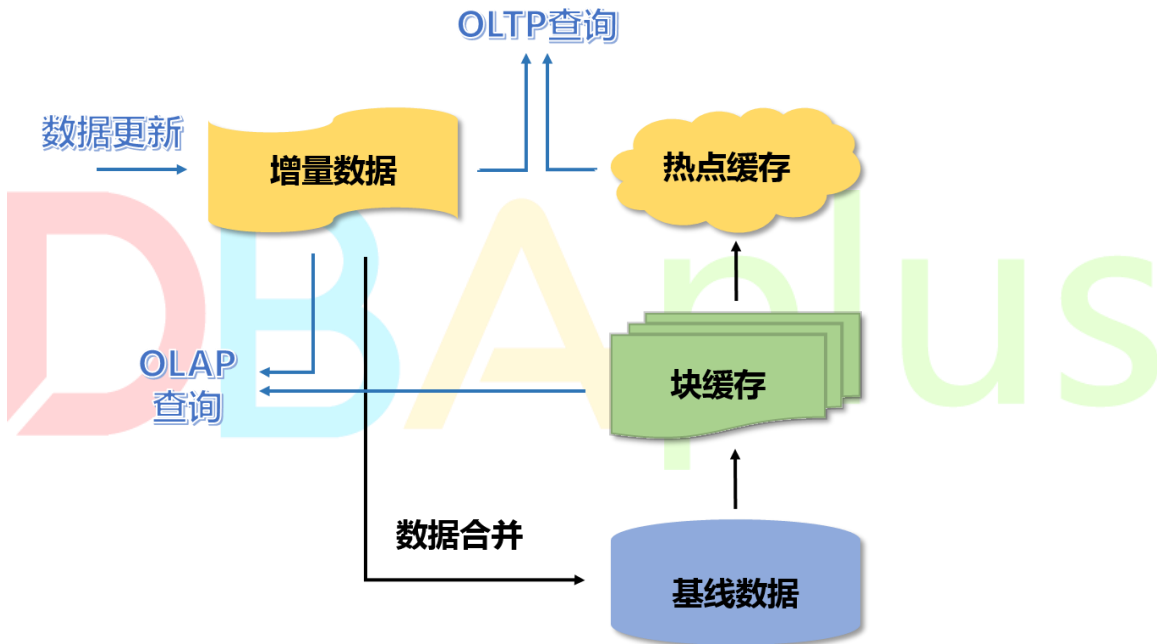 OLTP查询
数据更新
增量数据
热点缓存
OLAP
查询
块缓存
数据合并
基线数据
DBAplus